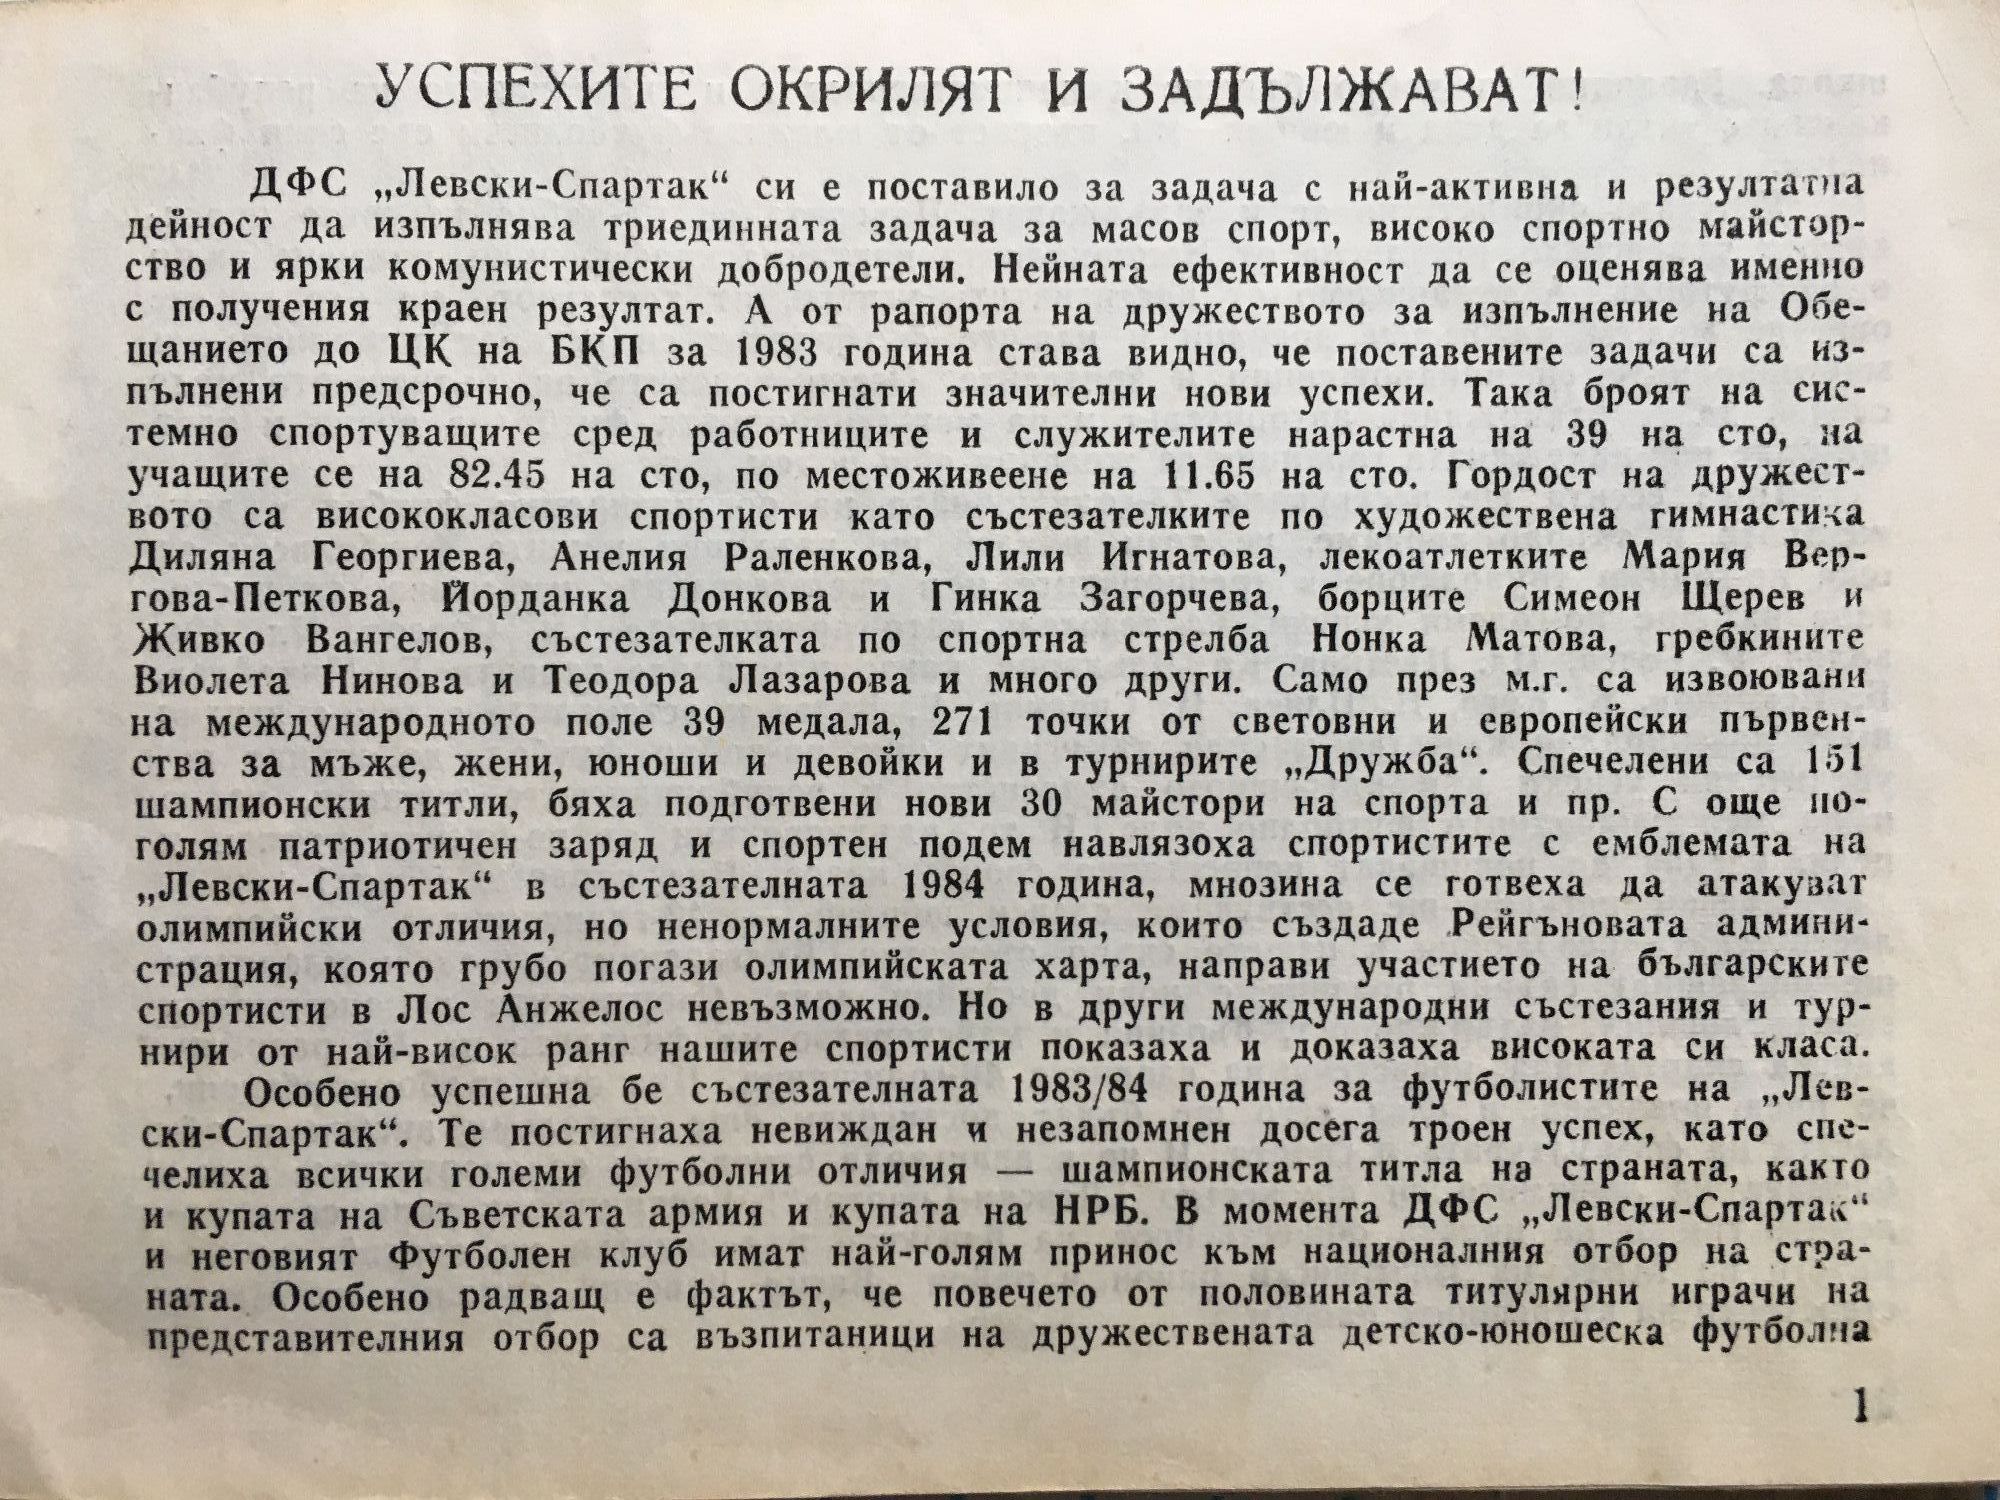 УСПЕХИТЕ ОКРИЛЯТ И ЗАДЪЛЖАВАТ!
ДФС „Левски-Спартак“ си е поставило за задача с най-активна и резултатна
дейност да изпълнява триединната задача за масов спорт, високо спортно майстор-
ство и ярки комунистически добродетели. Нейната ефективност да се оценява именно
с получения краен резултат. А от рапорта на дружеството за изпълнение на Обе-
щанието до ЦК на БКП за 1983 година става видно, че поставените задачи са из-
пълнени предсрочно, че са постигнати значителни нови успехи. Така броят на сис-
темно спортуващите сред работниците и служителите нарастна на 39 на сто, на
учащите се на 82.45 на сто, по местоживеене на 11.65 на сто. Гордост на дружест-
вото са висококласови спортисти като състезателките по художествена гимнастика
Диляна Георгиева, Анелия Раленкова, Лили Игнатова, лекоатлетките Мария Вер-
гова-Петкова, Йорданка Донкова и Гинка Загорчева, борците Симеон Щерев и
Живко Вангелов, състезателката по спортна стрелба Нонка Матова, гребкините
Виолета Нинова и Теодора Лазарова и много други. Само през м.г. са извоювани
на международното поле 39 медала, 271 точки от световни и европейски първен-
ства за мъже, жени, юноши и девойки и в турнирите „Дружба“. Спечелени са 151
шампионски титли, бяха подготвени нови 30 майстори на спорта и пр. С още по-
голям патриотичен заряд и спортен подем навлязоха спортистите с емблемата на
„Левски-Спартак“ в състезателната 1984 година, мнозина се готвеха да атакуват
олимпийски отличия, но ненормалните условия, които създаде Рейгъновата админи-
страция, която грубо погази олимпийската харта, направи участието на българските
спортисти в Лос Анжелос невъзможно. Но в други международни състезания и тур-
нири от най-висок ранг нашите спортисти показаха и доказаха високата си класа.
Особено успешна бе състезателната 1983/84 година за футболистите на „Лев-
ски-Спартак“. Те постигнаха невиждан и незапомнен досега троен успех, като спе-
челиха всички големи футболни отличия — шампионската титла на страната, както
и купата на Съветската армия и купата на НРБ. В момента ДФС „Левски-Спартак“
и неговият Футболен клуб имат най-голям принос към националния отбор на стра-
ната. Особено радващ е фактът, че повечето от половината титулярни играчи на
представителния отбор са възпитаници на дружествената детско-юношеска футболна
1